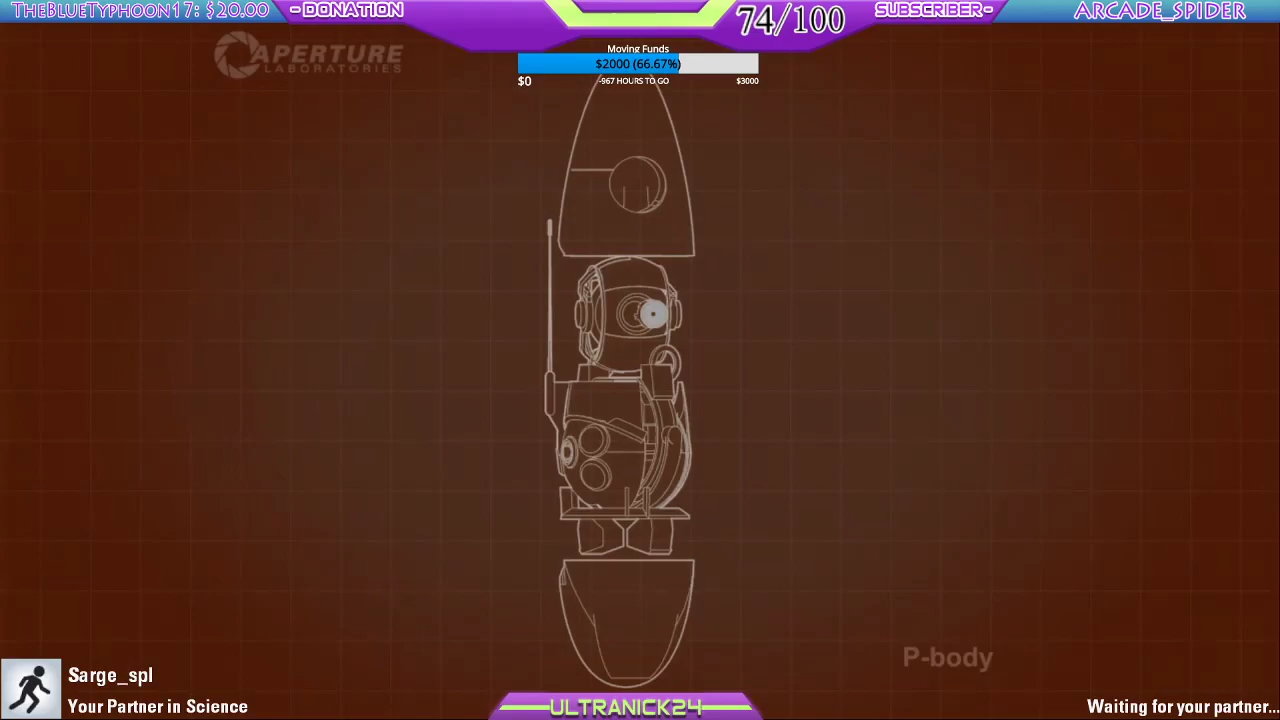 TheBlueTyphoon17: $20.00
- Donation
74/100
Subscriber-
Arcade_Spider
APERTURE
LABORATORIES
Moving Funds
$2000 (66.67%)
$0
-967 HOURS TO GO
$3000
P-body
Sarge_spl
Your Partner in Science
ULTRANICK24
Waiting for your partner...